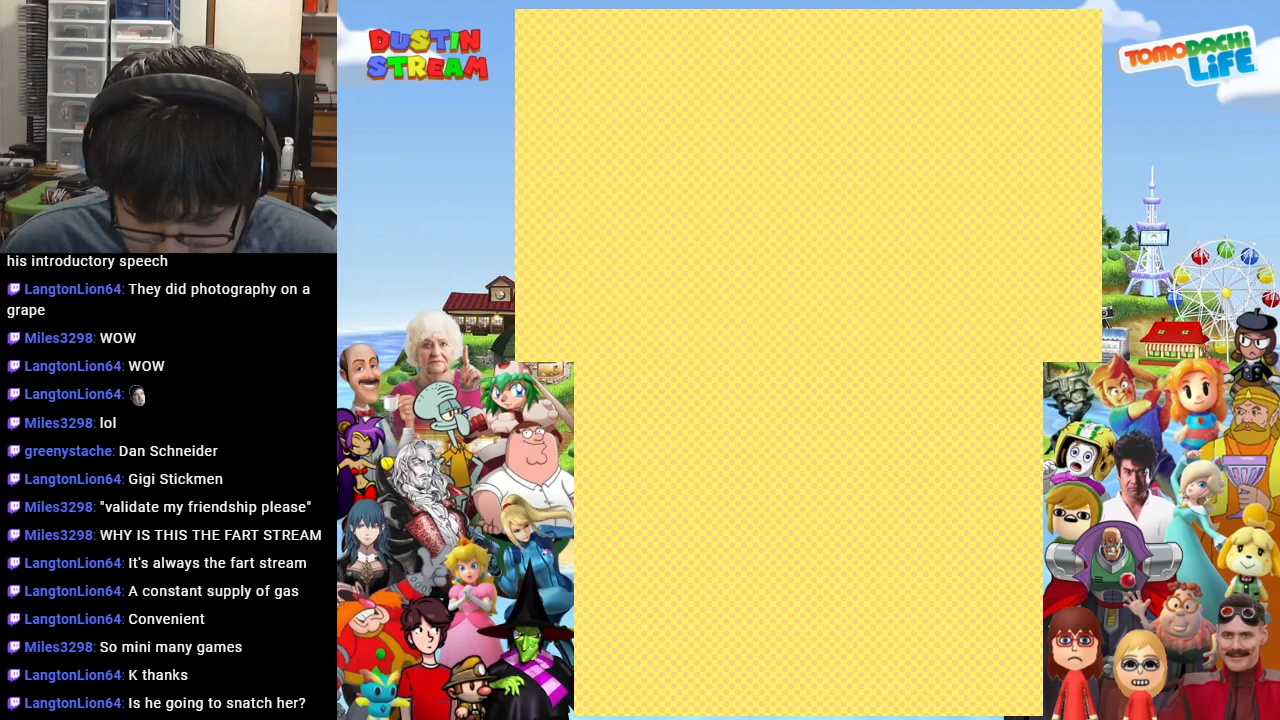 DUSTIN
STREAM
TOMODACHi
LiFE
his introductory speech
LangtonLion64: They did photography on a
grape
Miles3298: WOW
LangtonLion64: WOW
LangtonLion64:
Miles3298: lol
greenystache: Dan Schneider
LangtonLion64: Gigi Stickmen
Miles3298: "validate my friendship please"
Miles3298: WHY IS THIS THE FART STREAM
LangtonLion64: It's always the fart stream
LangtonLion64: A constant supply of gas
LangtonLion64: Convenient
Miles3298: So mini many games
LangtonLion64: K thanks
LangtonLion64: Is he going to snatch her?